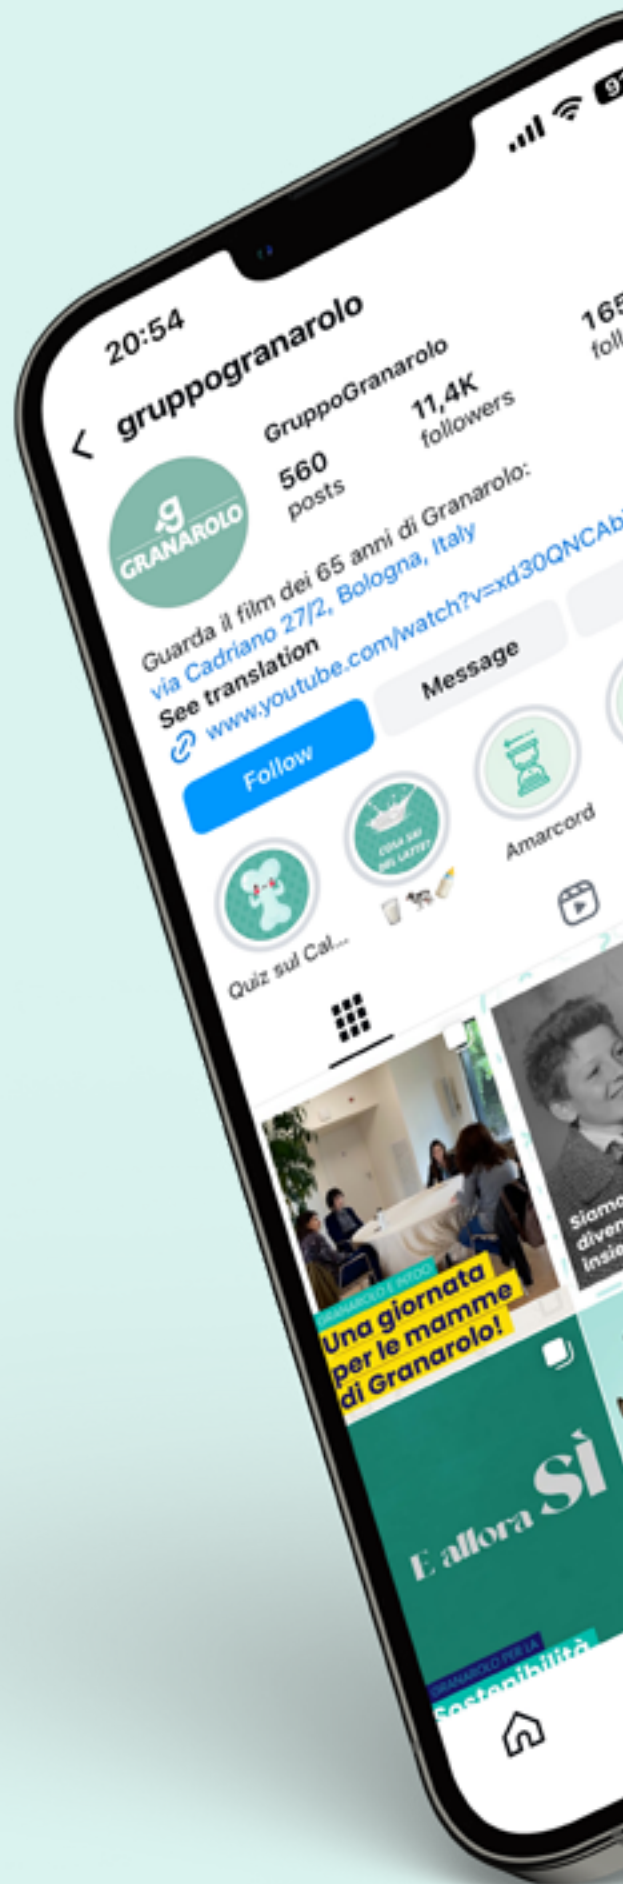 20:54
gruppogranarolo
GRANAROLO
GruppoGranarolo
560
posts
11,4K
followers
Guarda il film dei 65 anni di Granarolo:
via Cadriano 27/2, Bologna, Italy
See translation
www.youtube.com/watch?v=xd30QNCAb
Follow
Message
Quiz sul Cal...
COSA SAI
DEL LATTE?
Amarcord
GRANAROLO E INTOO
Una giornata
per le mamme
di Granarolo!
E allora SÌ
GRANAROLO PER LA
Sostenibilità